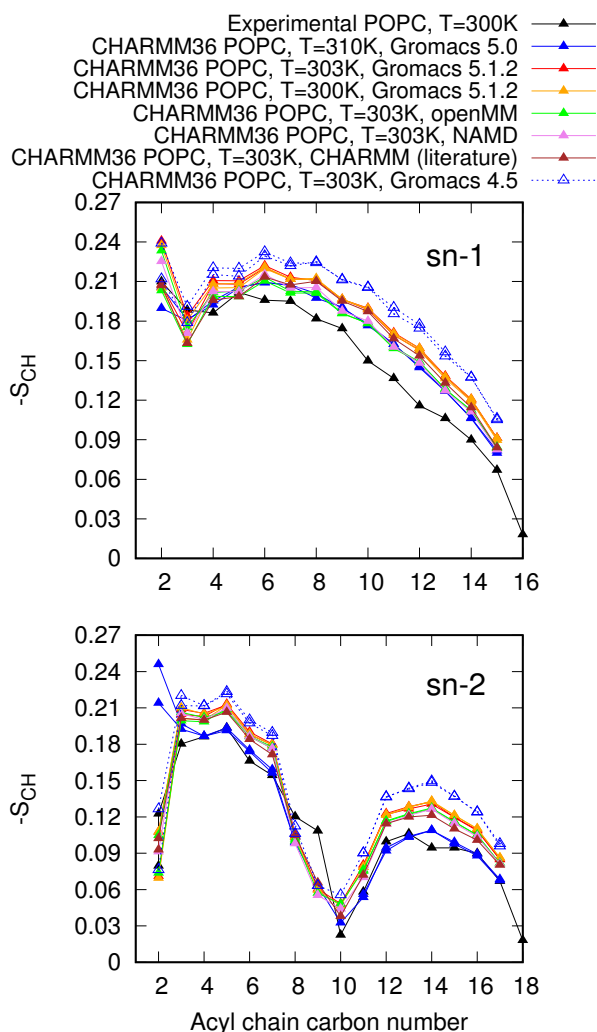 Experimental POPC, T=300K
CHARMM36 POPC, T=310K, Gromacs 5.0
CHARMM36 POPC, T=303K, Gromacs 5.1.2
CHARMM36 POPC, T=300K, Gromacs 5.1.2
CHARMM36 POPC, T=303K, openMM
CHARMM36 POPC, T=303K, NAMD
CHARMM36 POPC, T=303K, CHARMM (literature)
CHARMM36 POPC, T=303K, Gromacs 4.5
0.27
0.24
0.21
0.18
0.15
0.12
0.09
0.06
0.03
0
-SCH
sn-1
2 4 6 8 10 12 14 16
0.27
0.24
0.21
0.18
0.15
0.12
0.09
0.06
0.03
0
-SCH
sn-2
2 4 6 8 10 12 14 16 18
Acyl chain carbon number